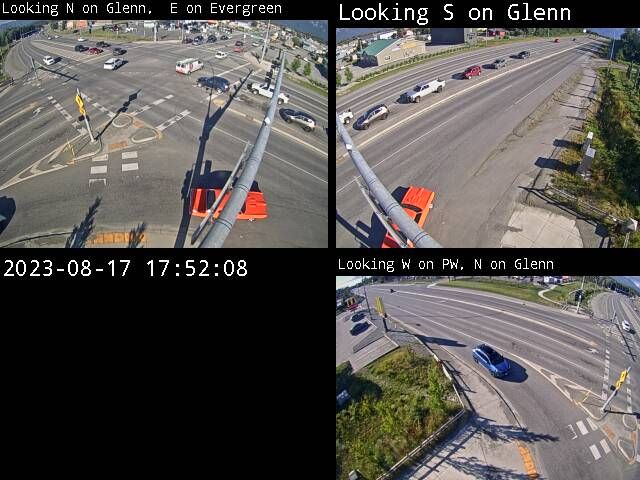 Looking N on Glenn, E on Evergreen
Looking S on Glenn
2023-08-17 17:52:08
Looking W on PW, N on Glenn